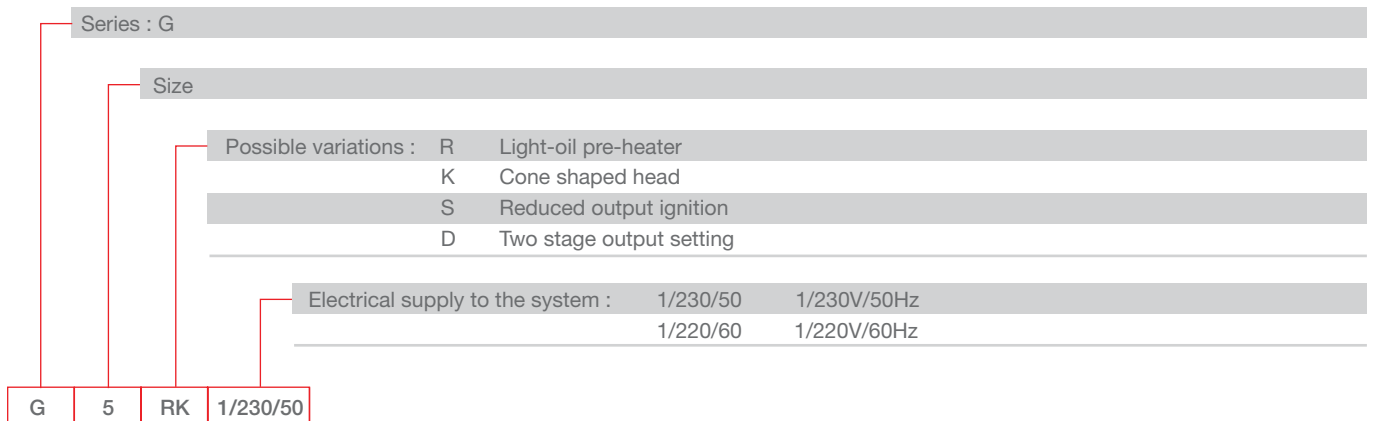 Series : G
Size
Possible variations : R Light-oil pre-heater
K Cone shaped head
S Reduced output ignition
D Two stage output setting
Electrical supply to the system : 1/230/50 1/230V/50Hz
1/220/60 1/220V/60Hz
G 5 RK 1/230/50